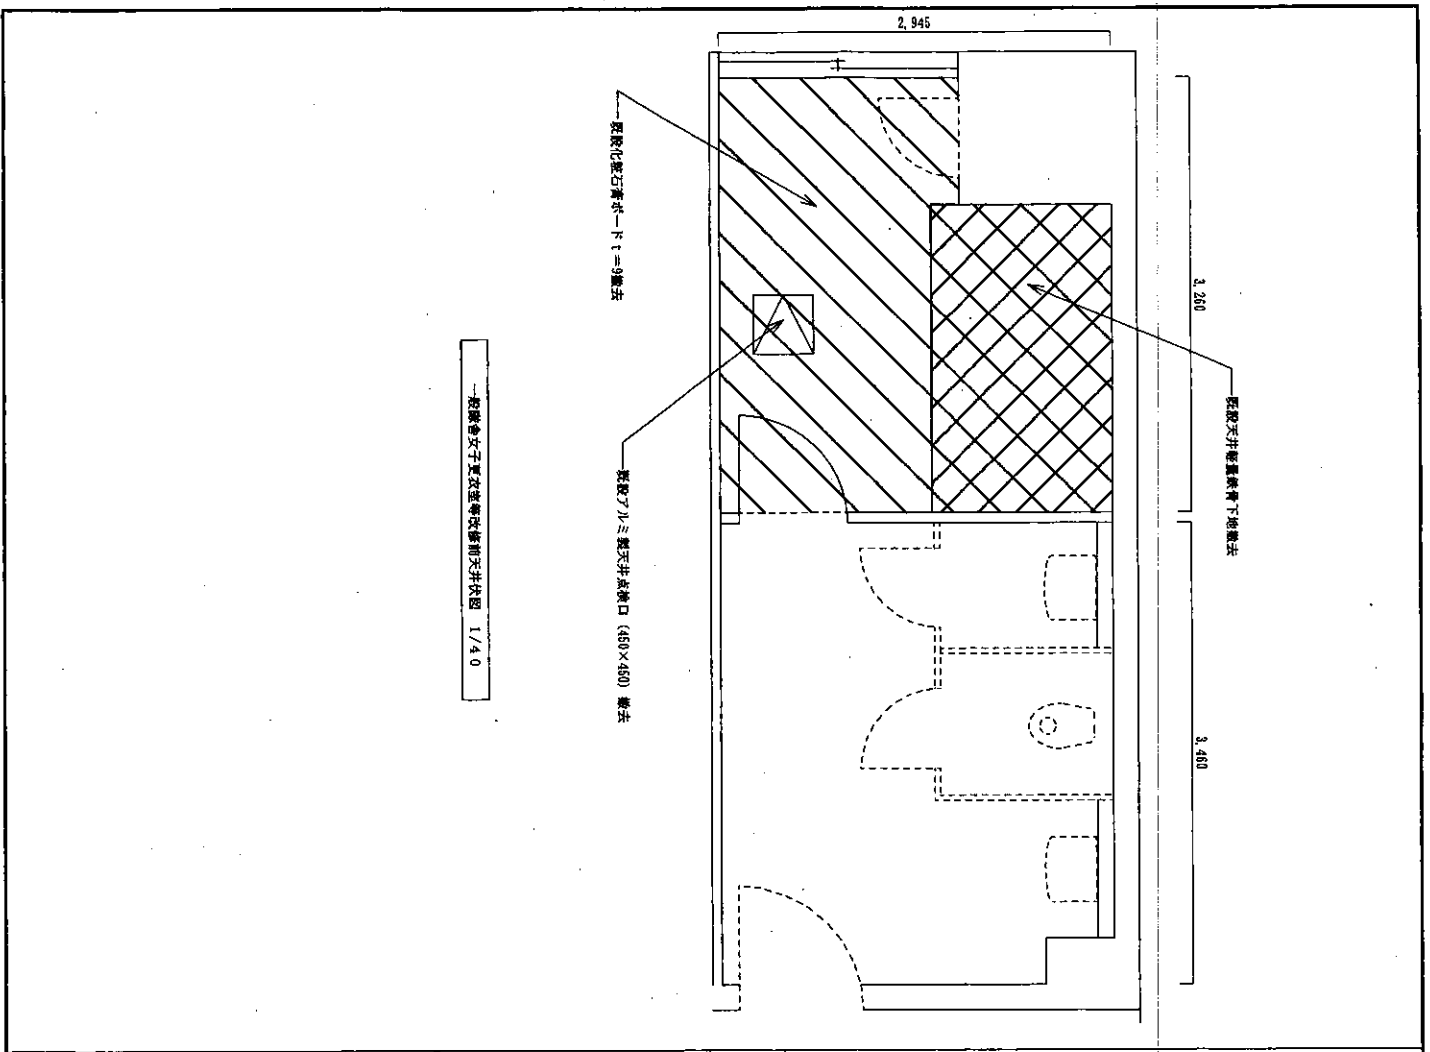 2,945
3,260
3,460
既設天井軽量鉄骨下地撤去
既設化粧石膏ボードt=9撤去
既設アルミ製天井点検口(450×450)撤去
一般隊舎女子更衣室等改修前天井伏図 1/40